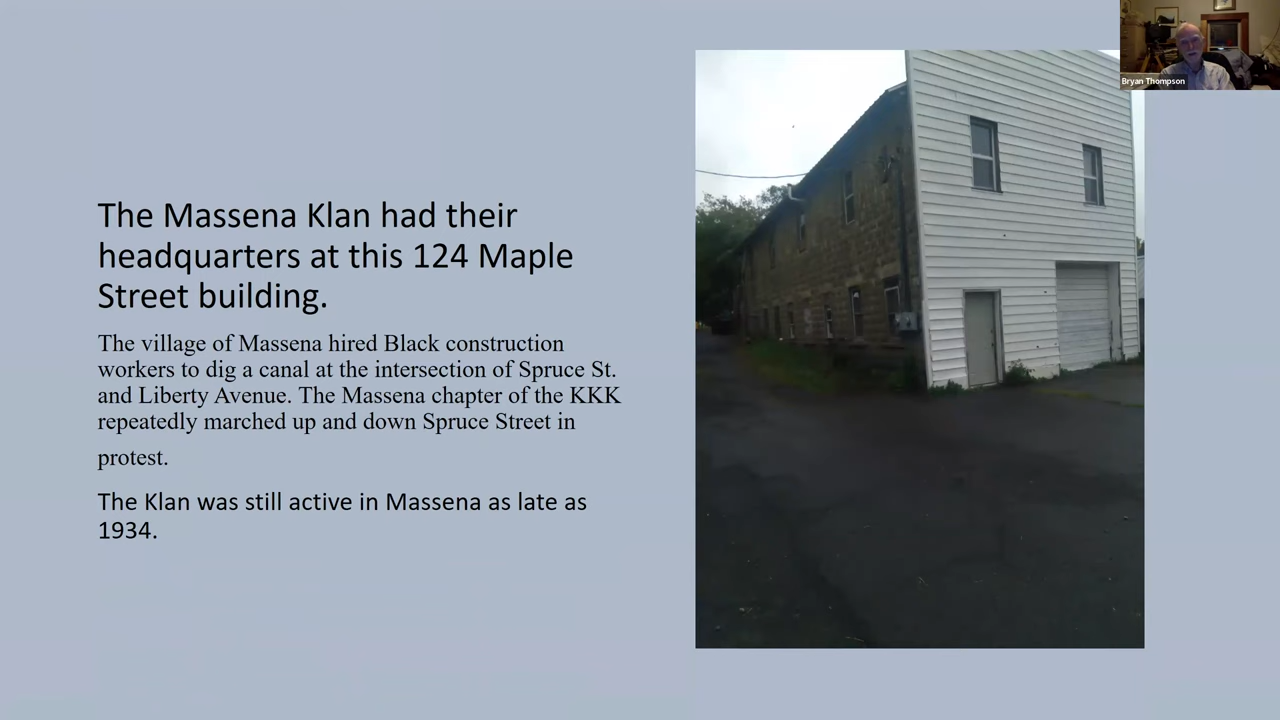 Bryan Thompson
The Massena Klan had their
headquarters at this 124 Maple
Street building.
The village of Massena hired Black construction
workers to dig a canal at the intersection of Spruce St.
and Liberty Avenue. The Massena chapter of the KKK
repeatedly marched up and down Spruce Street in
protest.
The Klan was still active in Massena as late as
1934.